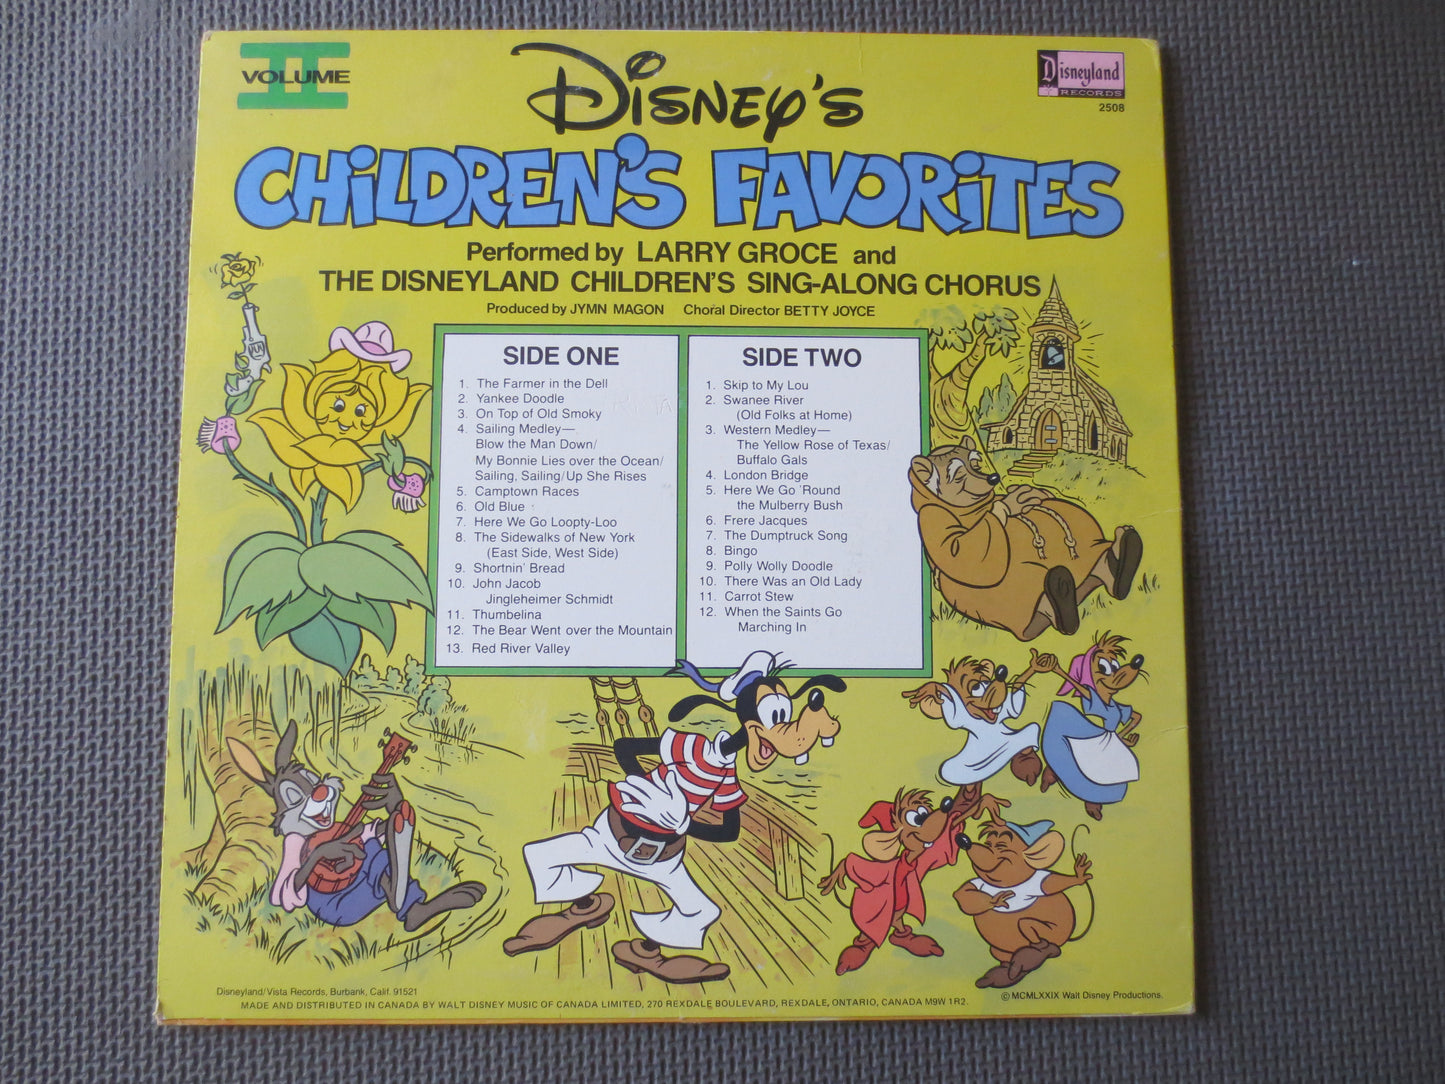 VOLUME II
DISNEY'S
Disneyland
RECORDS
2508
CHILDREN'S FAVORITES
Performed by LARRY GROCE and
THE DISNEYLAND CHILDREN'S SING-ALONG CHORUS
Produced by JYMN MAGON Choral Director BETTY JOYCE
SIDE ONE
1. The Farmer in the Dell
2. Yankee Doodle
3. On Top of Old Smoky
4. Sailing Medley—
Blow the Man Down/
My Bonnie Lies over the Ocean/
Sailing, Sailing/Up She Rises
5. Camptown Races
6. Old Blue
7. Here We Go Loopty-Loo
8. The Sidewalks of New York
(East Side, West Side)
9. Shortnin' Bread
10. John Jacob
Jingleheimer Schmidt
11. Thumbelina
12. The Bear Went over the Mountain
13. Red River Valley
SIDE TWO
1. Skip to My Lou
2. Swanee River
(Old Folks at Home)
3. Western Medley—
The Yellow Rose of Texas/
Buffalo Gals
4. London Bridge
5. Here We Go 'Round
the Mulberry Bush
6. Frere Jacques
7. The Dumptruck Song
8. Bingo
9. Polly Wolly Doodle
10. There Was an Old Lady
11. Carrot Stew
12. When the Saints Go
Marching In
Disneyland/Vista Records, Burbank, Calif. 91521
MADE AND DISTRIBUTED IN CANADA BY WALT DISNEY MUSIC OF CANADA LIMITED, 270 REXDALE BOULEVARD, REXDALE, ONTARIO, CANADA M9W 1R2.
© MCMLXXIX Walt Disney Productions.